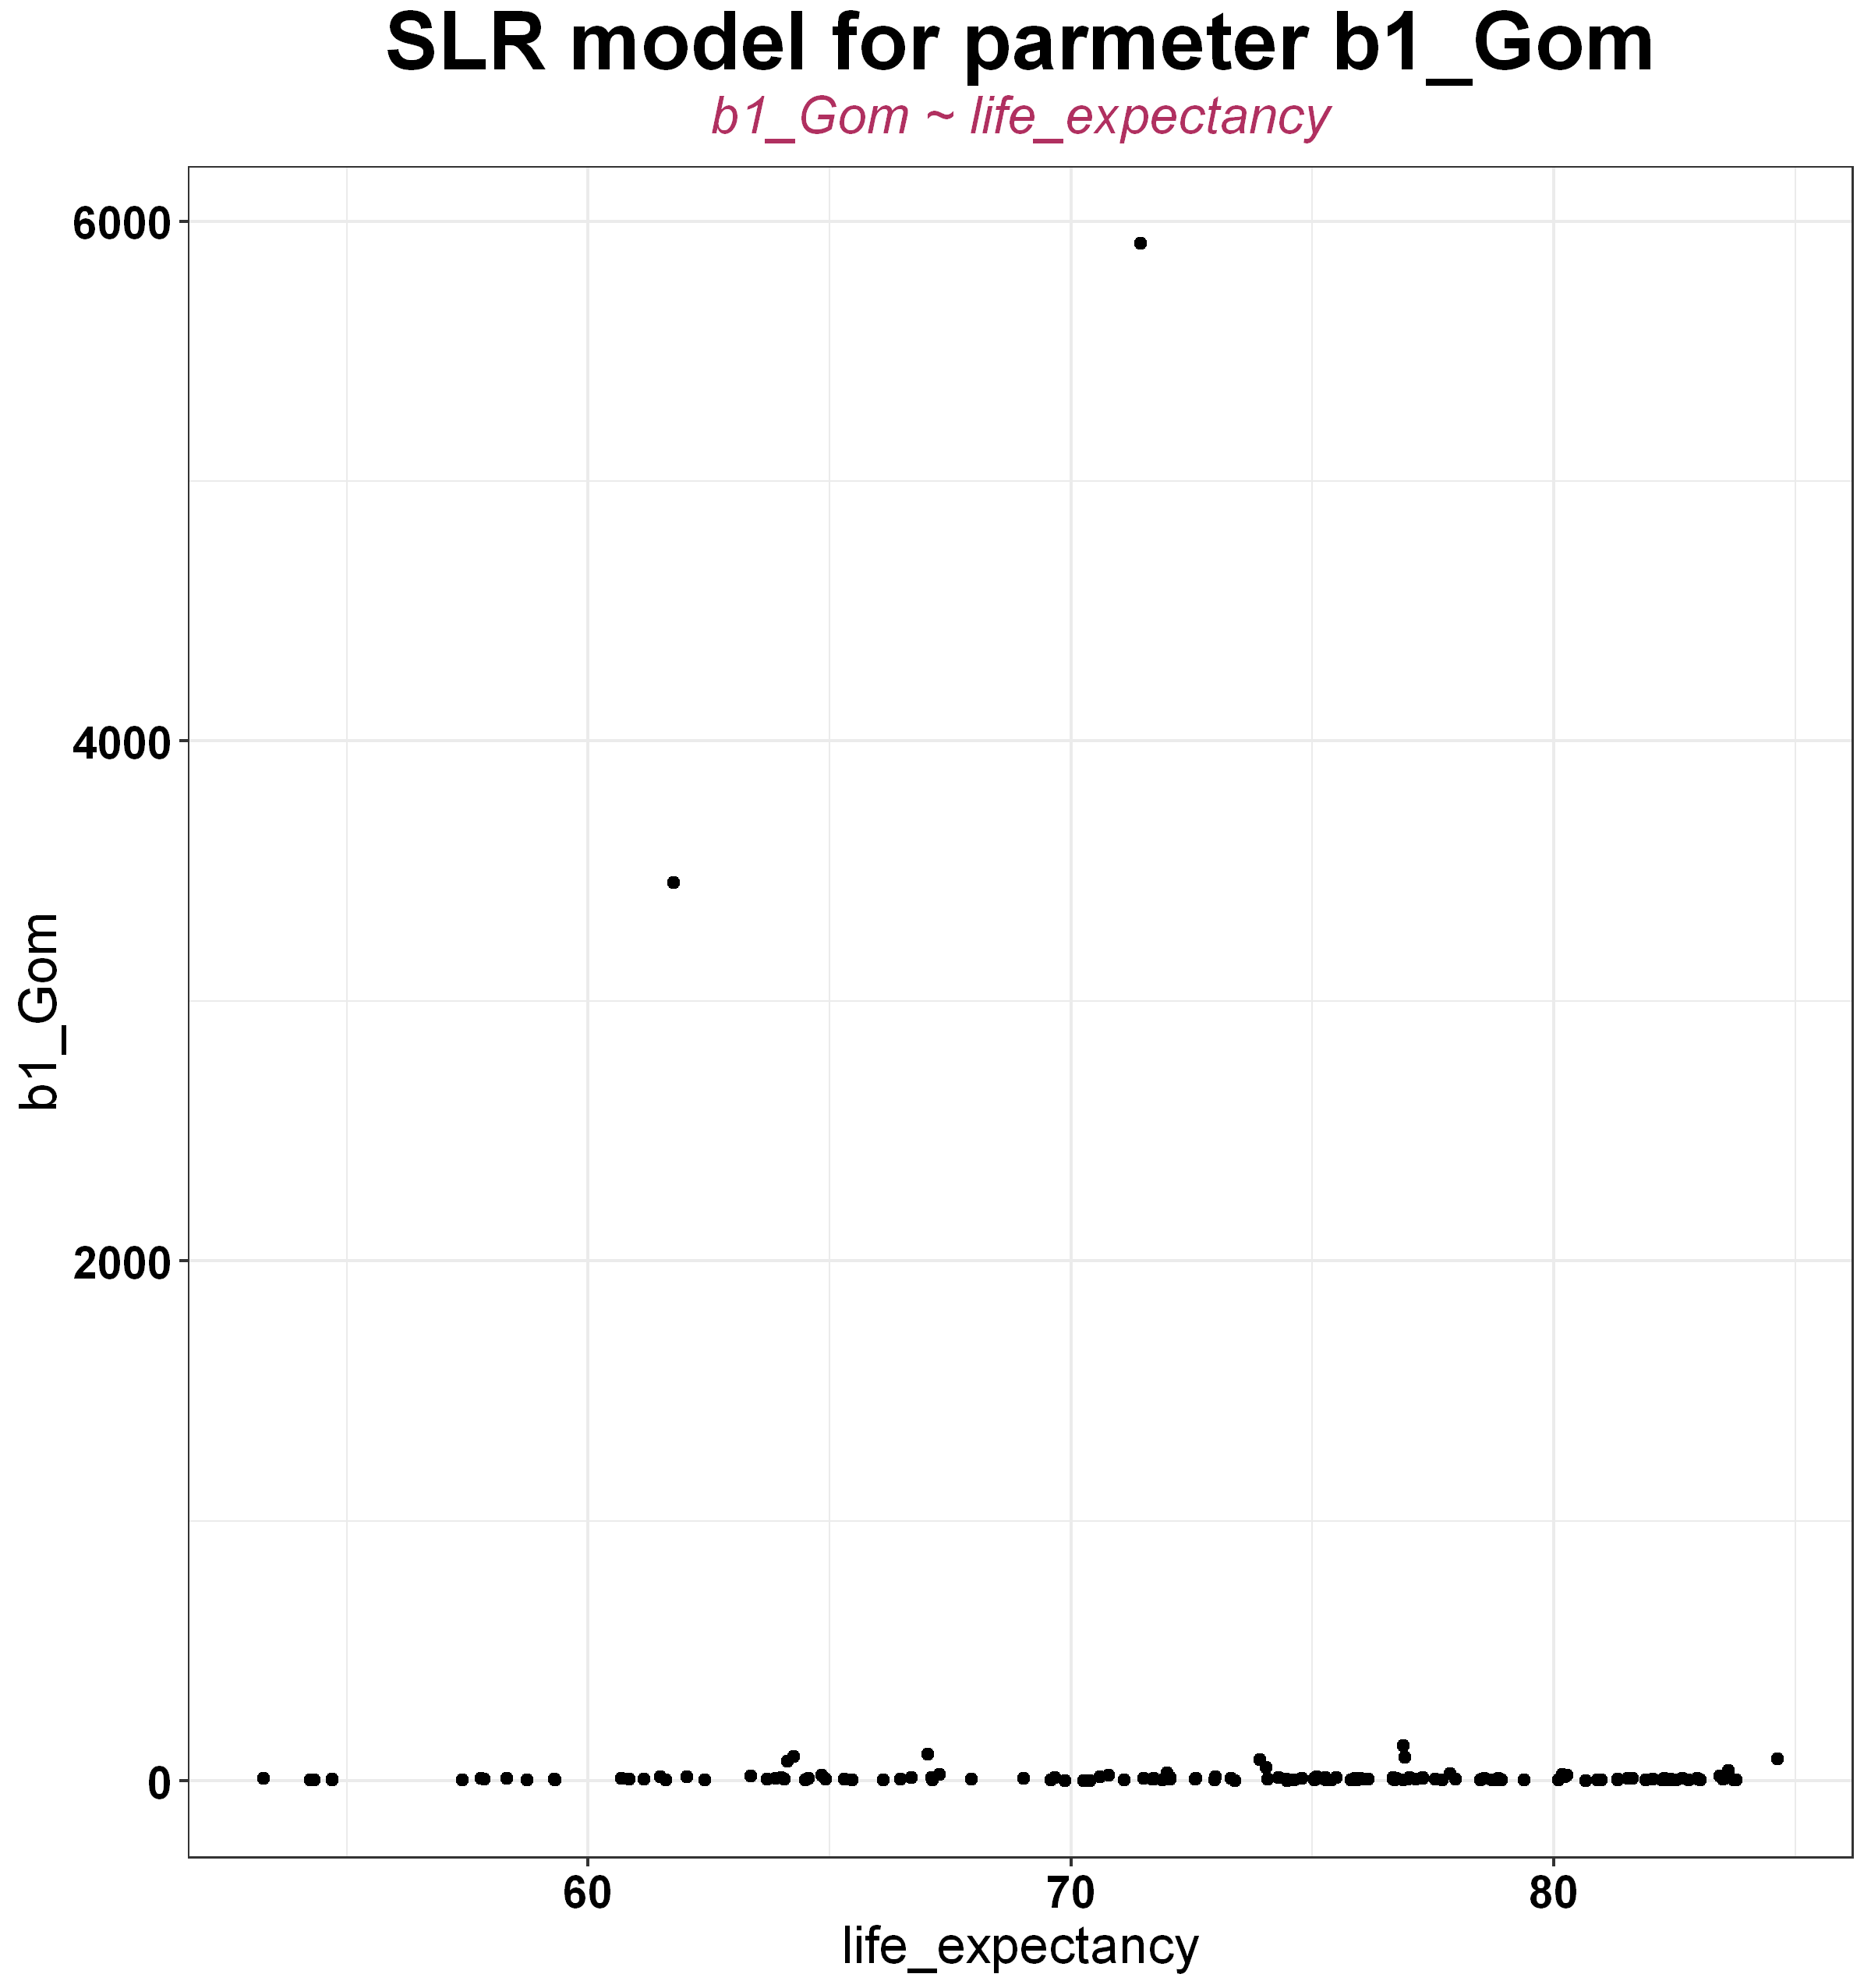 SLR model for parmeter b1_Gom
b1_Gom ~ life_expectancy
6000
4000
2000
0
b1_Gom
60
70
80
life_expectancy